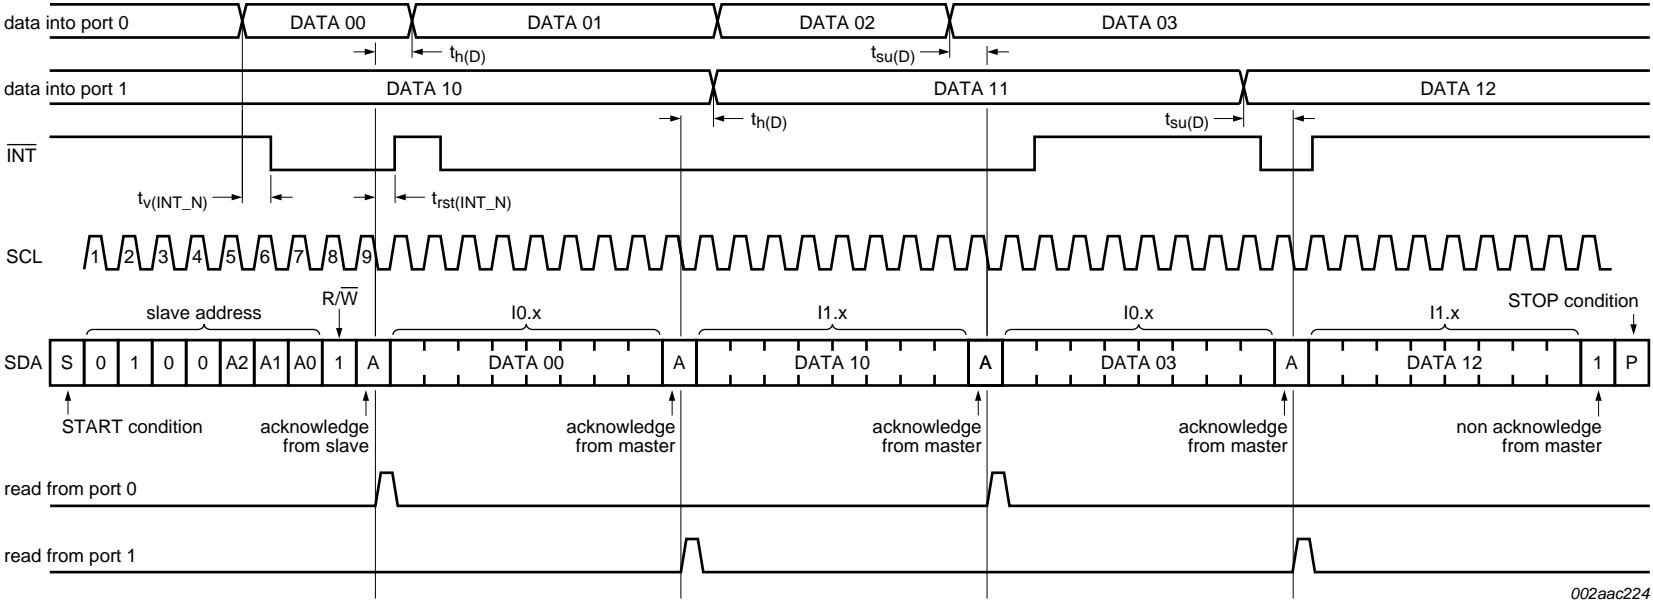 data into port 0 DATA 00 DATA 01 DATA 02 DATA 03
th(D) tsu(D)
data into port 1 DATA 10 DATA 11 DATA 12
th(D) tsu(D)
INT
tv(INT_N) trst(INT_N)
SCL 1 2 3 4 5 6 7 8 9
R/W
slave address I0.x I1.x I0.x I1.x STOP condition
SDA S 0 1 0 0 A2 A1 A0 1 A DATA 00 A DATA 10 A DATA 03 A DATA 12 1 P
START condition acknowledge acknowledge acknowledge acknowledge non acknowledge
from slave from master from master from master from master
read from port 0
read from port 1
002aac224